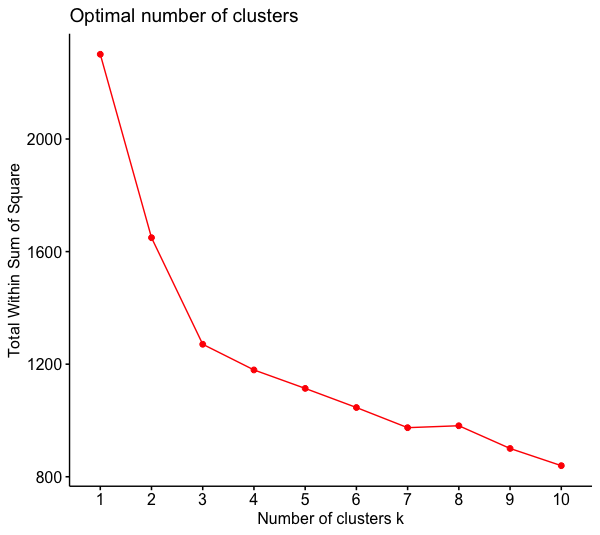 Optimal number of clusters
Total Within Sum of Square
2000
1600
1200
800
1 2 3 4 5 6 7 8 9 10
Number of clusters k